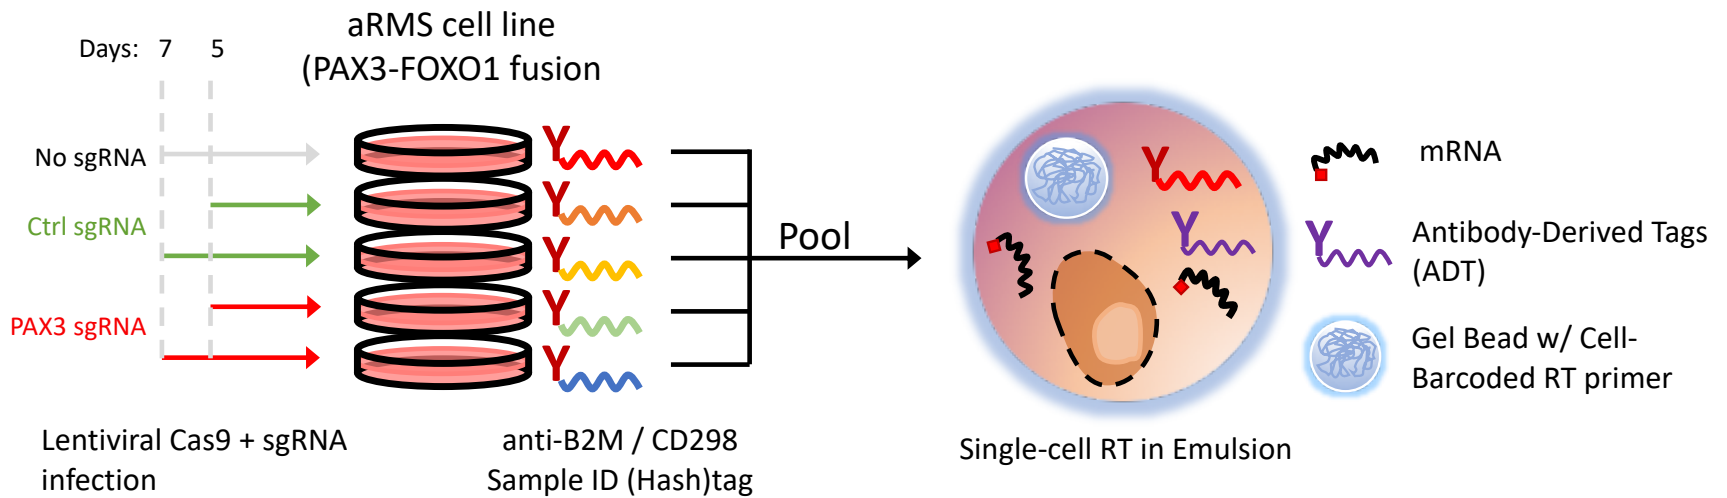 aRMS cell line
(PAX3-FOXO1 fusion
Days: 7 5
No sgRNA
Ctrl sgRNA
PAX3 sgRNA
Lentiviral Cas9 + sgRNA
infection
anti-B2M / CD298
Sample ID (Hash)tag
Pool
Single-cell RT in Emulsion
mRNA
Antibody-Derived Tags
(ADT)
Gel Bead w/ Cell-
Barcoded RT primer